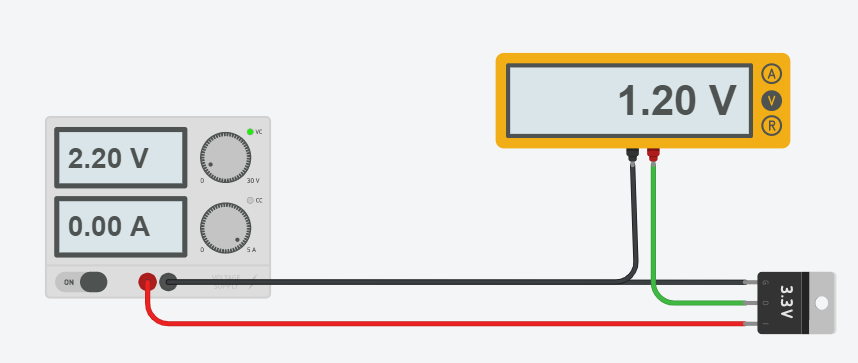 1.20 V
A
V
R
VC
2.20 V
0
30 V
CC
0.00 A
0
5 A
ON
VOLTAGE
SUPPLY
G
O
I
3.3V